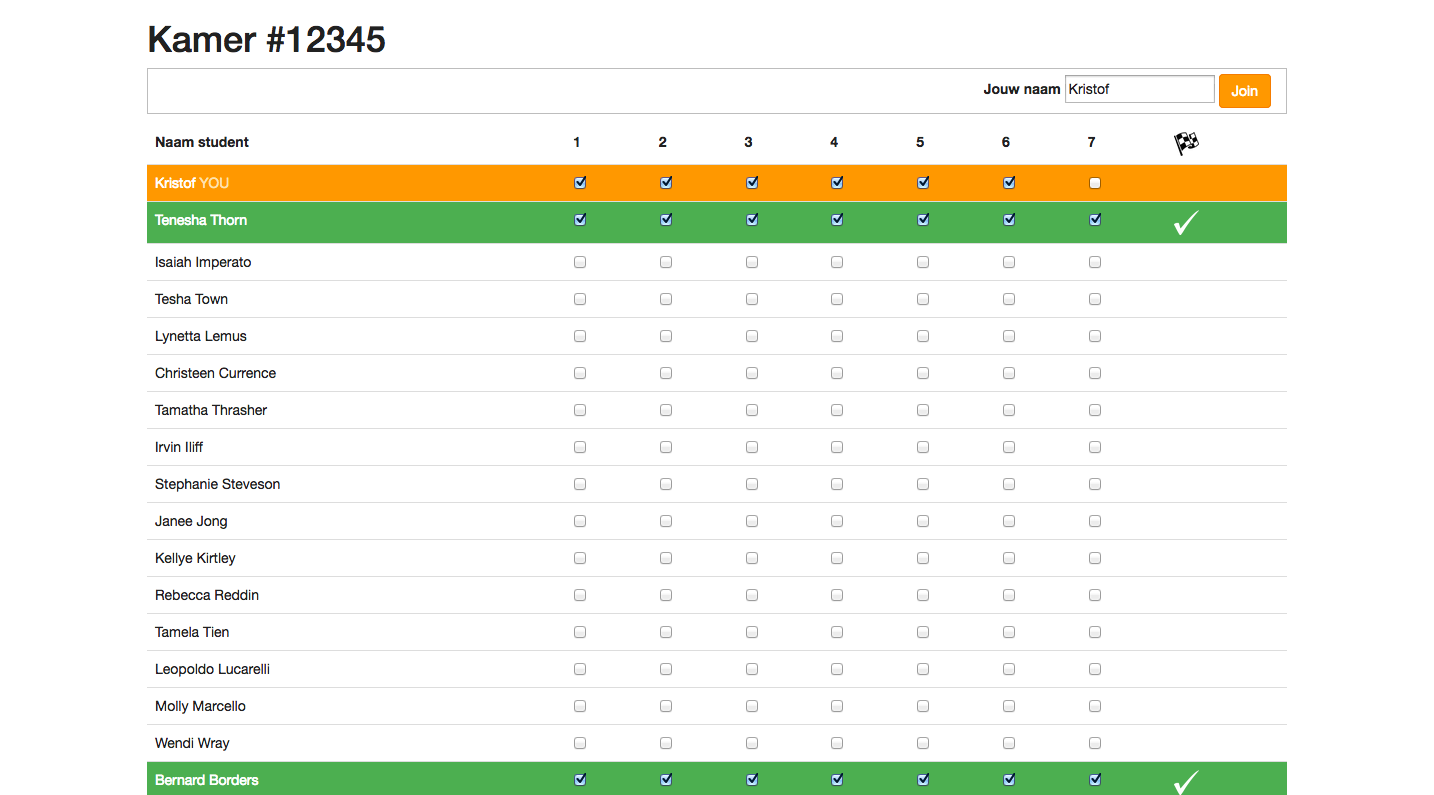 Kamer #12345
Jouw naam Kristof Join
Naam student 1 2 3 4 5 6 7
Kristof YOU
Tenesha Thorn
Isaiah Imperato
Tesha Town
Lynetta Lemus
Christeen Currence
Tamatha Thrasher
Irvin Iliff
Stephanie Steveson
Janee Jong
Kellye Kirtley
Rebecca Reddin
Tamela Tien
Leopoldo Lucarelli
Molly Marcello
Wendi Wray
Bernard Borders